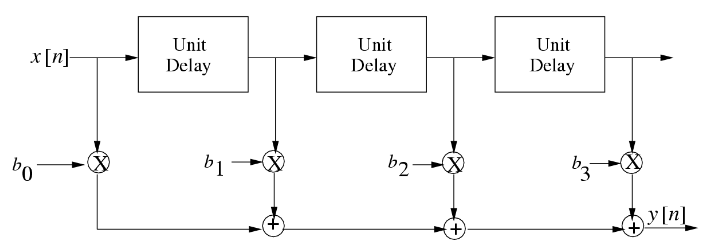 x[n]
Unit
Delay
Unit
Delay
Unit
Delay
b0
X
b1
X
b2
X
b3
X
+
+
+
y[n]